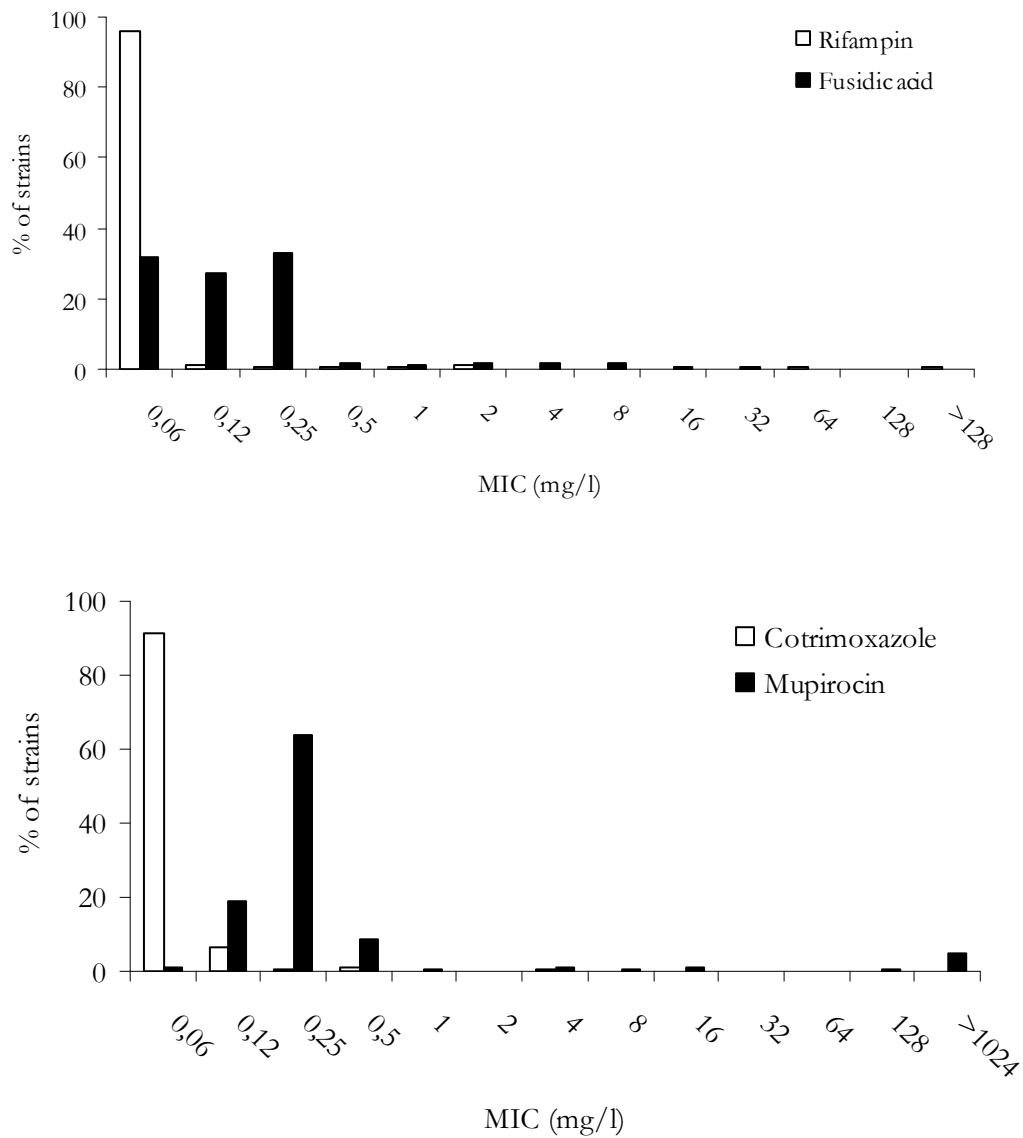 100
80
60
40
20
0
% of strains
Rifampin
Fusidic acid
0,06 0,12 0,25 0,5 1 2 4 8 16 32 64 128 >128
MIC (mg/l)
100
80
60
40
20
0
% of strains
Cotrimoxazole
Mupirocin
0,06 0,12 0,25 0,5 1 2 4 8 16 32 64 128 >1024
MIC (mg/l)